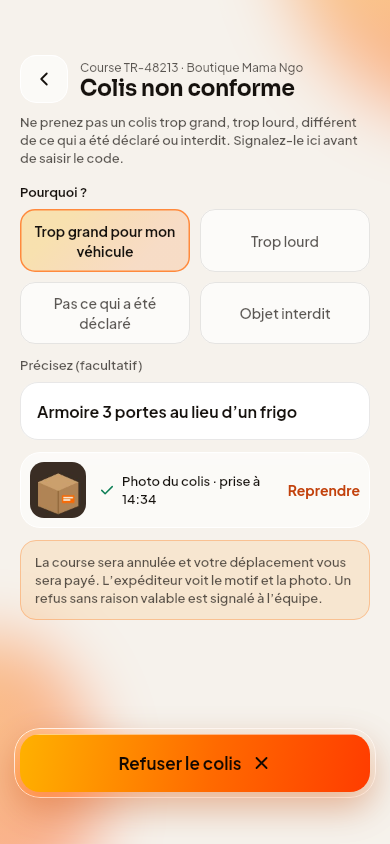 Course TR-48213 · Boutique Mama Ngo
Colis non conforme
Ne prenez pas un colis trop grand, trop lourd, différent
de ce qui a été déclaré ou interdit. Signalez-le ici avant
de saisir le code.
Pourquoi ?
Trop grand pour mon
véhicule
Trop lourd
Pas ce qui a été
déclaré
Objet interdit
Précisez (facultatif)
Armoire 3 portes au lieu d’un frigo
Photo du colis · prise à
14:34
Reprendre
La course sera annulée et votre déplacement vous
sera payé. L’expéditeur voit le motif et la photo. Un
refus sans raison valable est signalé à l’équipe.
Refuser le colis